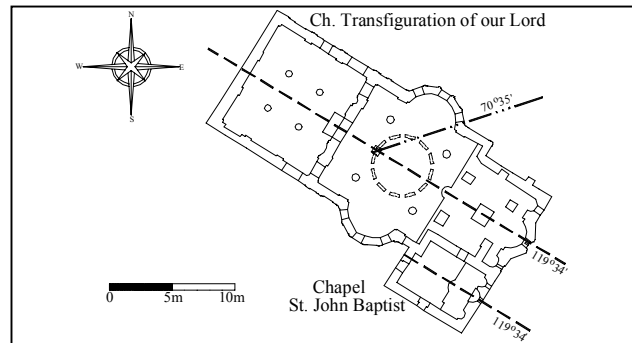 Ch. Transfiguration of our Lord
N
W
E
S
70°35'
119°34'
Chapel
St. John Baptist
119°34'
0 5m 10m